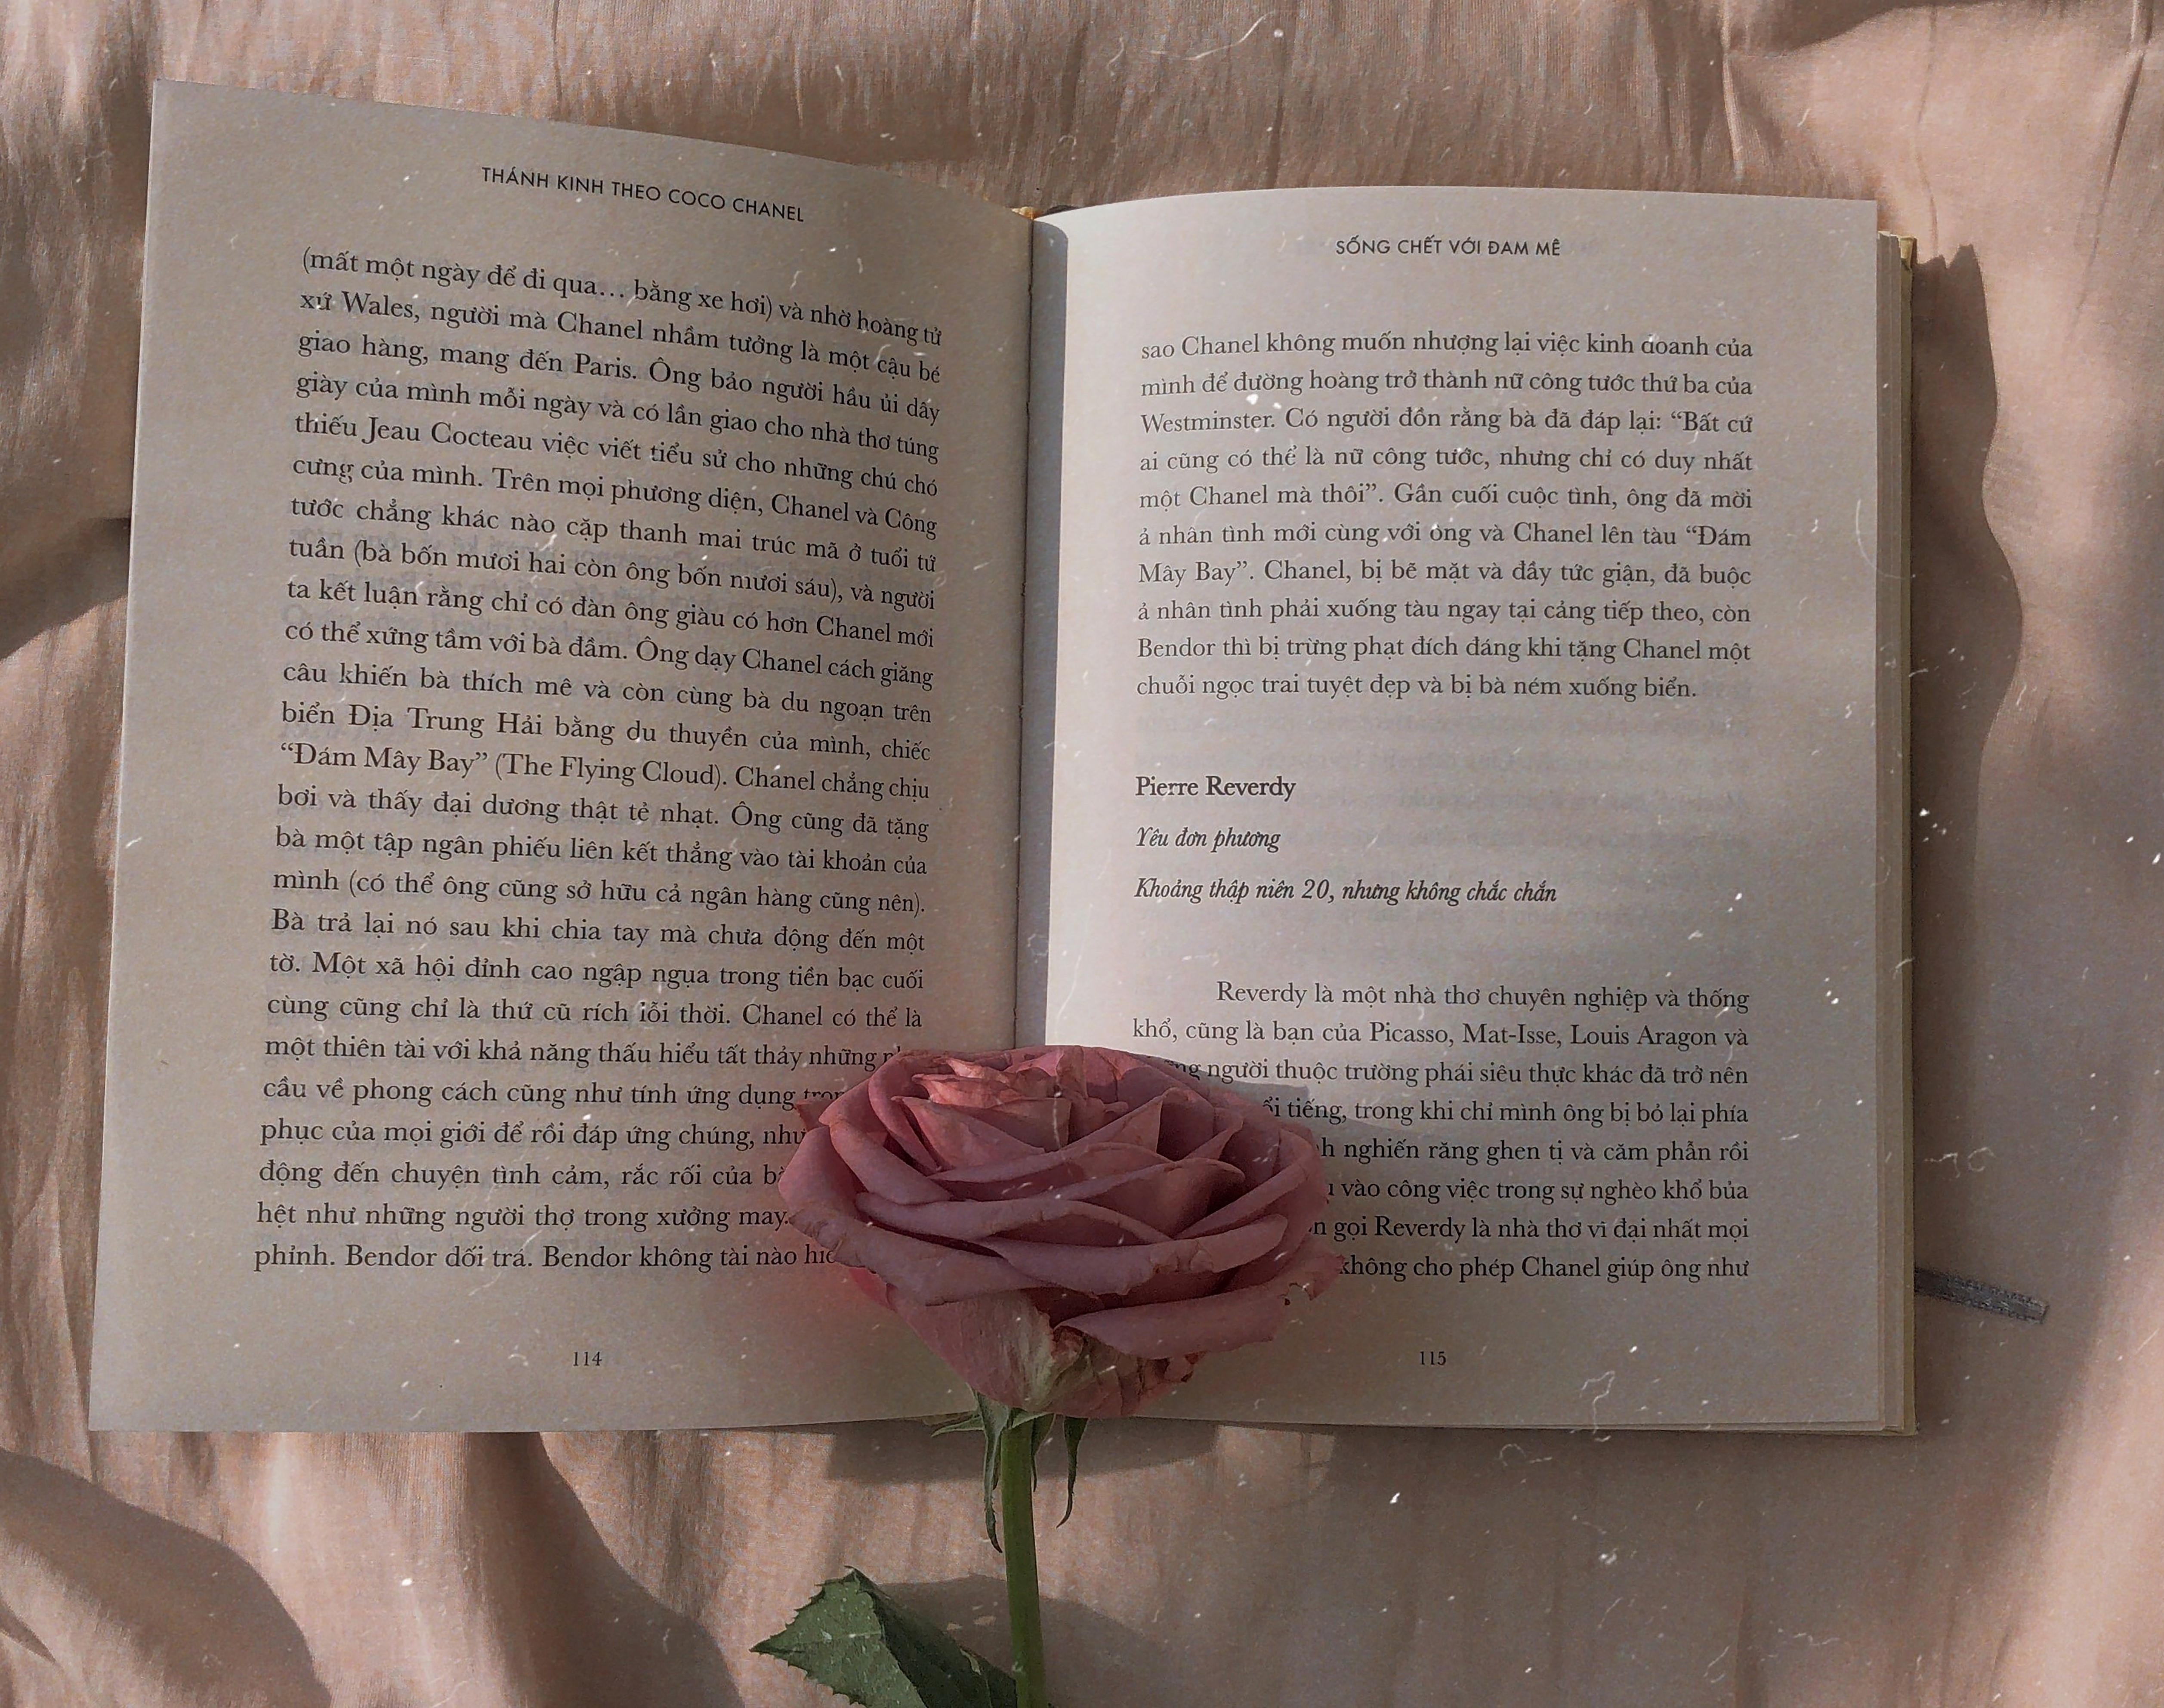 THÁNH KINH THEO COCO CHANEL
(mất một ngày để đi qua… bằng xe hơi) và nhờ hoàng tử
xứ Wales, người mà Chanel nhầm tưởng là một cậu bé
giao hàng, mang đến Paris. Ông bảo người hầu ủi dây
giày của mình mỗi ngày và có lần giao cho nhà thơ túng
thiếu Jeau Cocteau việc viết tiểu sử cho những chú chó
cưng của mình. Trên mọi phương diện, Chanel và Công
tước chẳng khác nào cặp thanh mai trúc mã ở tuổi tứ
tuần (bà bốn mươi hai còn ông bốn mươi sáu), và người
ta kết luận rằng chỉ có đàn ông giàu có hơn Chanel mới
có thể xứng tầm với bà đầm. Ông dạy Chanel cách giăng
câu khiến bà thích mê và còn cùng bà du ngoạn trên
biển Địa Trung Hải bằng du thuyền của mình, chiếc
“Đám Mây Bay” (The Flying Cloud). Chanel chẳng chịu
bơi và thấy đại dương thật tẻ nhạt. Ông cũng đã tặng
bà một tập ngân phiếu liên kết thẳng vào tài khoản của
mình (có thể ông cũng sở hữu cả ngân hàng cũng nên).
Bà trả lại nó sau khi chia tay mà chưa động đến một
tờ. Một xã hội đỉnh cao ngập ngụa trong tiền bạc cuối
cùng cũng chỉ là thứ cũ rích lỗi thời. Chanel có thể là
một thiên tài với khả năng thấu hiểu tất thảy những
cầu về phong cách cũng như tính ứng dụng
phục của mọi giới để rồi đáp ứng chúng,
động đến chuyện tình cảm, rắc rối của
hệt như những người thợ trong xưởng may.
phỉnh. Bendor dối trá. Bendor không tài nào
114
SỐNG CHẾT VỚI ĐAM MÊ
sao Chanel không muốn nhượng lại việc kinh doanh của
mình để đường hoàng trở thành nữ công tước thứ ba của
Westminster. Có người đồn rằng bà đã đáp lại: “Bất cứ
ai cũng có thể là nữ công tước, nhưng chỉ có duy nhất
một Chanel mà thôi”. Gần cuối cuộc tình, ông đã mời
ả nhân tình mới cùng với ông và Chanel lên tàu “Đám
Mây Bay”. Chanel, bị bẽ mặt và đầy tức giận, đã buộc
ả nhân tình phải xuống tàu ngay tại cảng tiếp theo, còn
Bendor thì bị trừng phạt đích đáng khi tặng Chanel một
chuỗi ngọc trai tuyệt đẹp và bị bà ném xuống biển.
Pierre Reverdy
Yêu đơn phương
Khoảng thập niên 20, nhưng không chắc chắn
Reverdy là một nhà thơ chuyên nghiệp và thống
khổ, cũng là bạn của Picasso, Mat-Isse, Louis Aragon và
người thuộc trường phái siêu thực khác đã trở nên
tiếng, trong khi chỉ mình ông bị bỏ lại phía
nghiến răng ghen tị và căm phẫn rồi
vào công việc trong sự nghèo khổ bủa
gọi Reverdy là nhà thơ vĩ đại nhất mọi
không cho phép Chanel giúp ông như
115